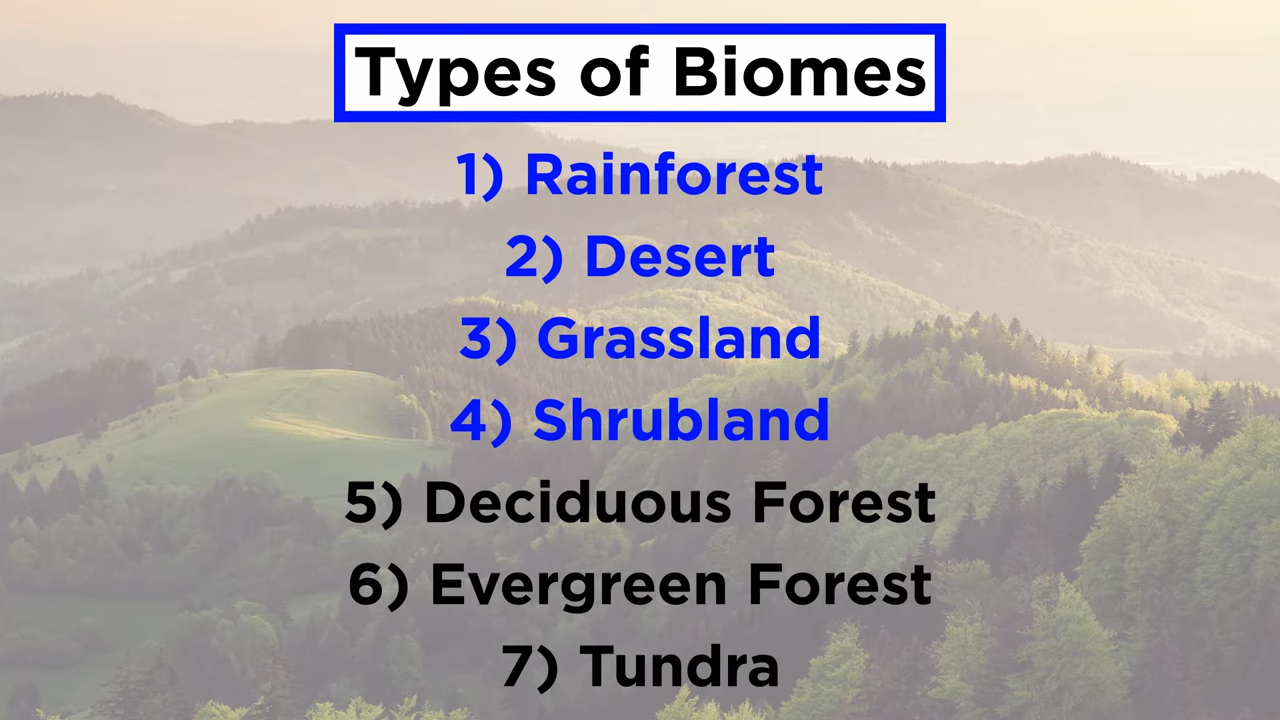 Types of Biomes
1) Rainforest
2) Desert
3) Grassland
4) Shrubland
5) Deciduous Forest
6) Evergreen Forest
7) Tundra